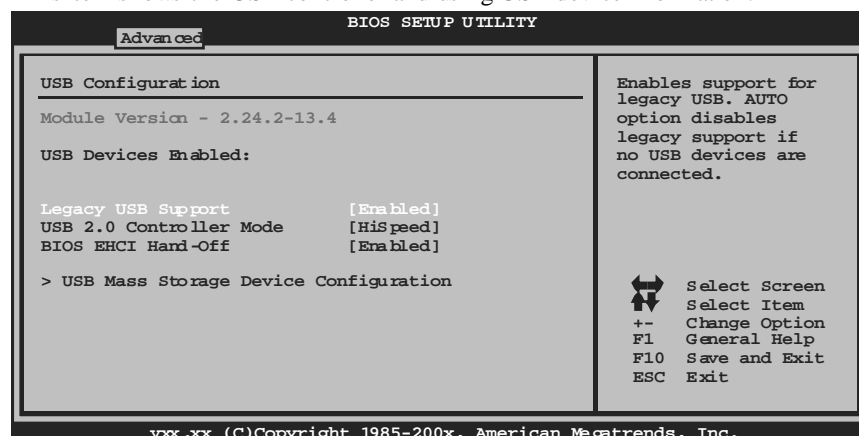 BIOS SETUP UTILITY
Advanced
USB Configuration
Module Version - 2.24.2-13.4
USB Devices Enabled:
Legacy USB Support [Enabled]
USB 2.0 Controller Mode [HiSpeed]
BIOS EHCI Hand-Off [Enabled]
> USB Mass Storage Device Configuration
Enables support for
legacy USB. AUTO
option disables
legacy support if
no USB devices are
connected.
Select Screen
Select Item
+- Change Option
F1 General Help
F10 Save and Exit
ESC Exit
vxx.xx (C)Copyright 1985-200x, American Megatrends, Inc.